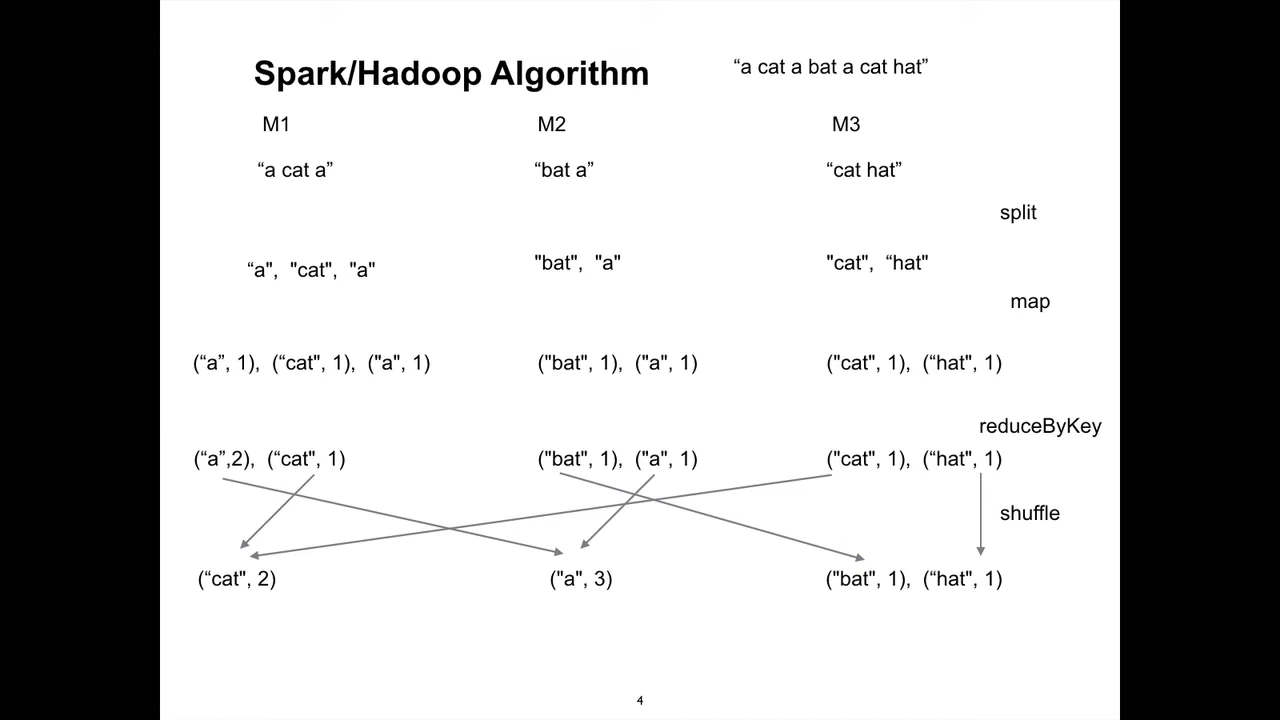 Spark/Hadoop Algorithm
“a cat a bat a cat hat”
M1 M2 M3
“a cat a” “bat a” “cat hat”
split
“a", "cat", "a" "bat", "a" "cat", “hat"
map
(“a”, 1), (“cat", 1), ("a", 1) ("bat", 1), ("a", 1) ("cat", 1), (“hat", 1)
reduceByKey
(“a”,2), (“cat", 1) ("bat", 1), ("a", 1) ("cat", 1), (“hat", 1)
shuffle
(“cat", 2) ("a", 3) ("bat", 1), (“hat", 1)
4